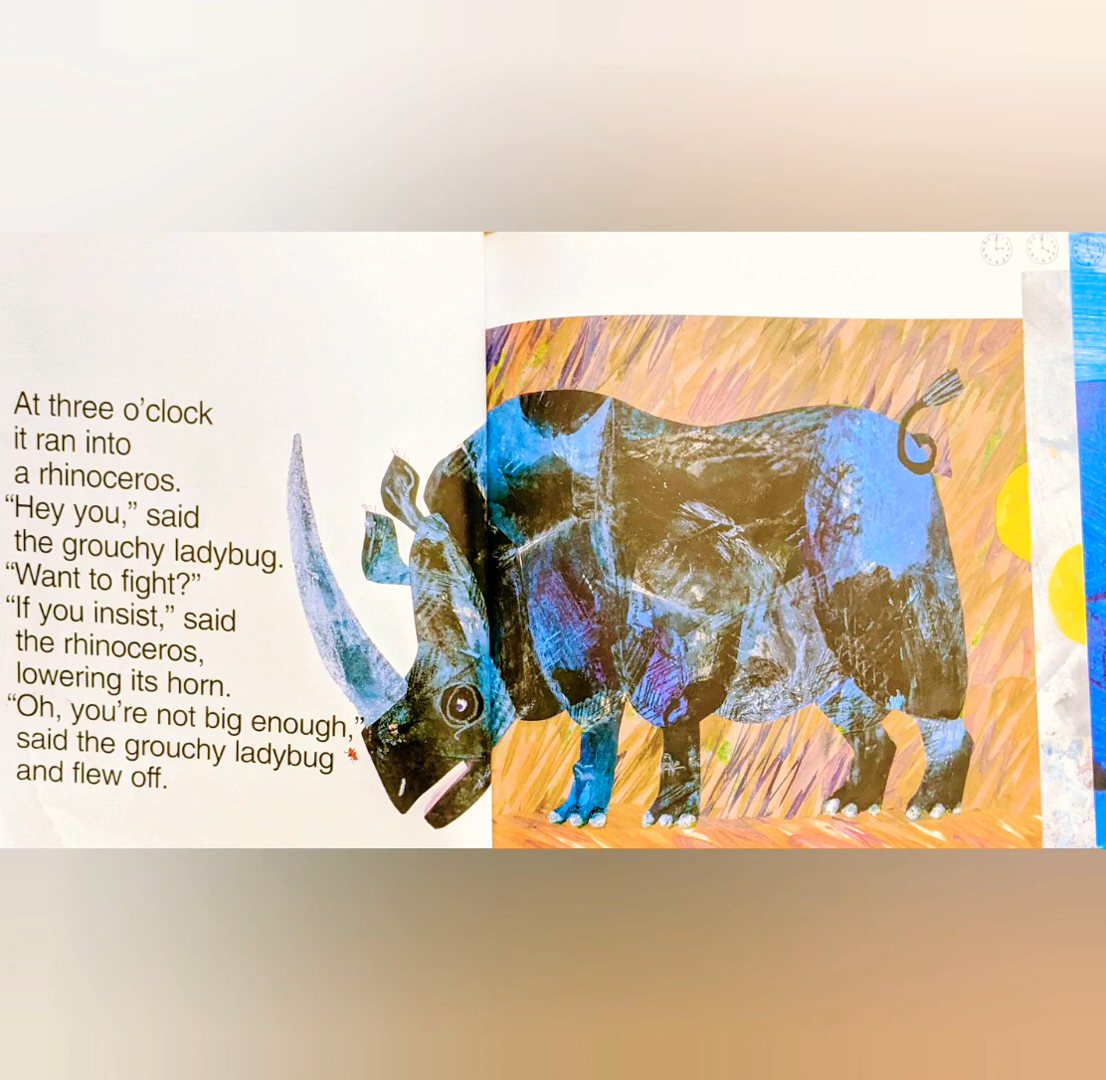 At three o’clock
it ran into
a rhinoceros.
“Hey you,” said
the grouchy ladybug.
“Want to fight?”
“If you insist,” said
the rhinoceros,
lowering its horn.
“Oh, you’re not big enough,”
said the grouchy ladybug
and flew off.